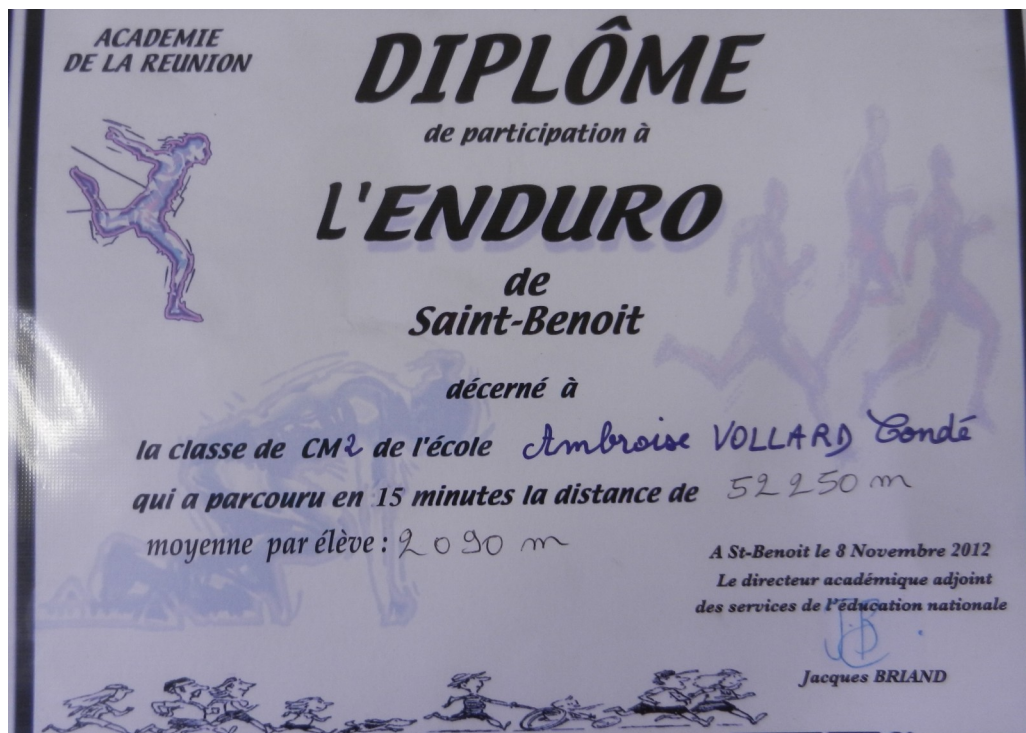 ACADEMIE
DE LA REUNION
DIPLÔME
de participation à
L'ENDURO
de
Saint-Benoit
décerné à
la classe de CM2 de l'école Ambroise VOLLARD Condé
qui a parcouru en 15 minutes la distance de 52 250 m
moyenne par élève : 2090 m
A St-Benoit le 8 Novembre 2012
Le directeur académique adjoint
des services de l'éducation nationale
Jacques BRIAND